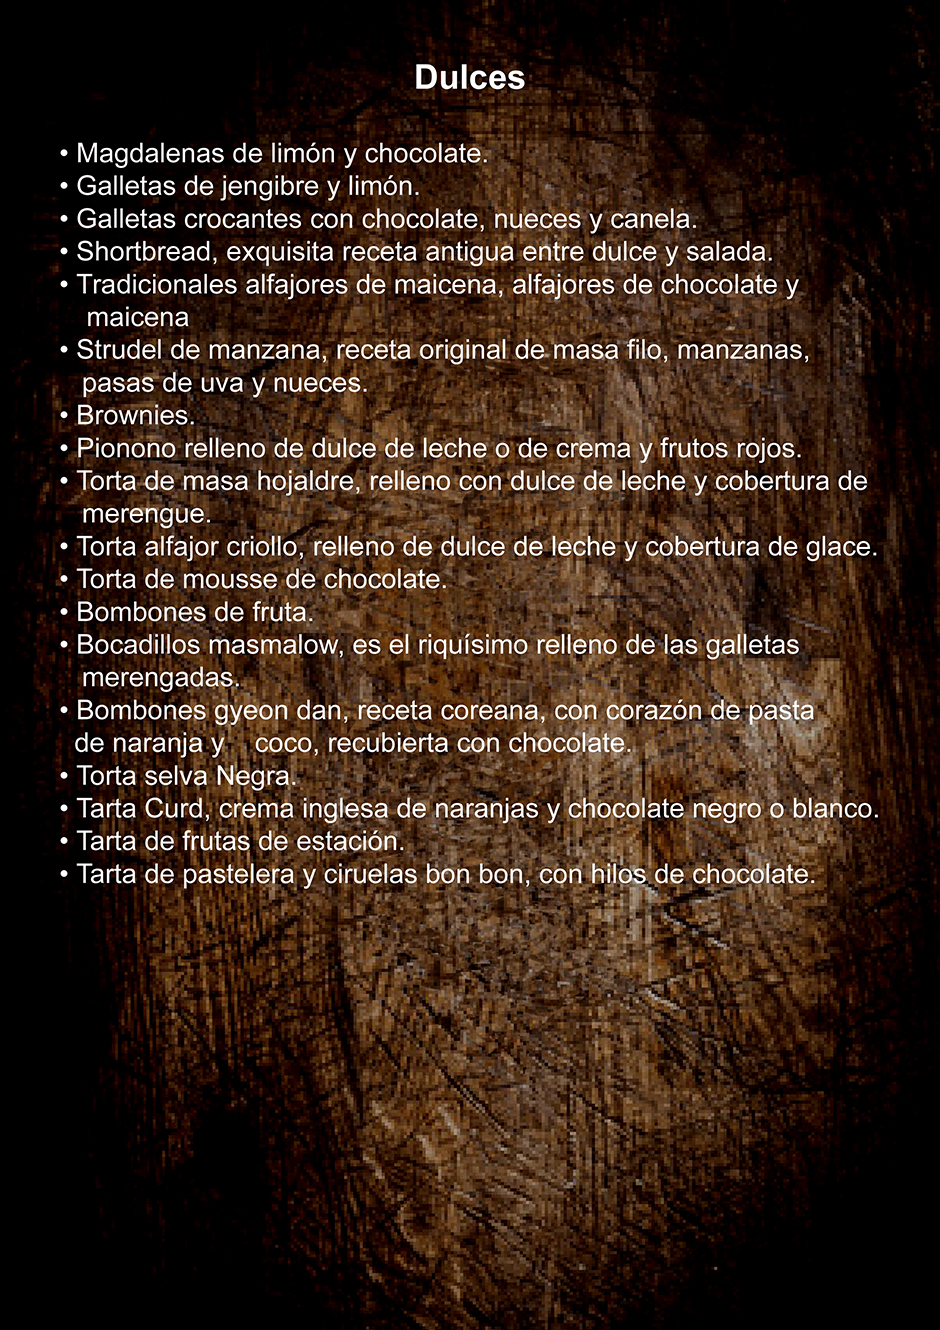 Dulces
• Magdalenas de limón y chocolate.
• Galletas de jengibre y limón.
• Galletas crocantes con chocolate, nueces y canela.
• Shortbread, exquisita receta antigua entre dulce y salada.
• Tradicionales alfajores de maicena, alfajores de chocolate y
maicena
• Strudel de manzana, receta original de masa filo, manzanas,
pasas de uva y nueces.
• Brownies.
• Pionono relleno de dulce de leche o de crema y frutos rojos.
• Torta de masa hojaldre, relleno con dulce de leche y cobertura de
merengue.
• Torta alfajor criollo, relleno de dulce de leche y cobertura de glace.
• Torta de mousse de chocolate.
• Bombones de fruta.
• Bocadillos masmalow, es el riquísimo relleno de las galletas
merengadas.
• Bombones gyeon dan, receta coreana, con corazón de pasta
de naranja y    coco, recubierta con chocolate.
• Torta selva Negra.
• Tarta Curd, crema inglesa de naranjas y chocolate negro o blanco.
• Tarta de frutas de estación.
• Tarta de pastelera y ciruelas bon bon, con hilos de chocolate.